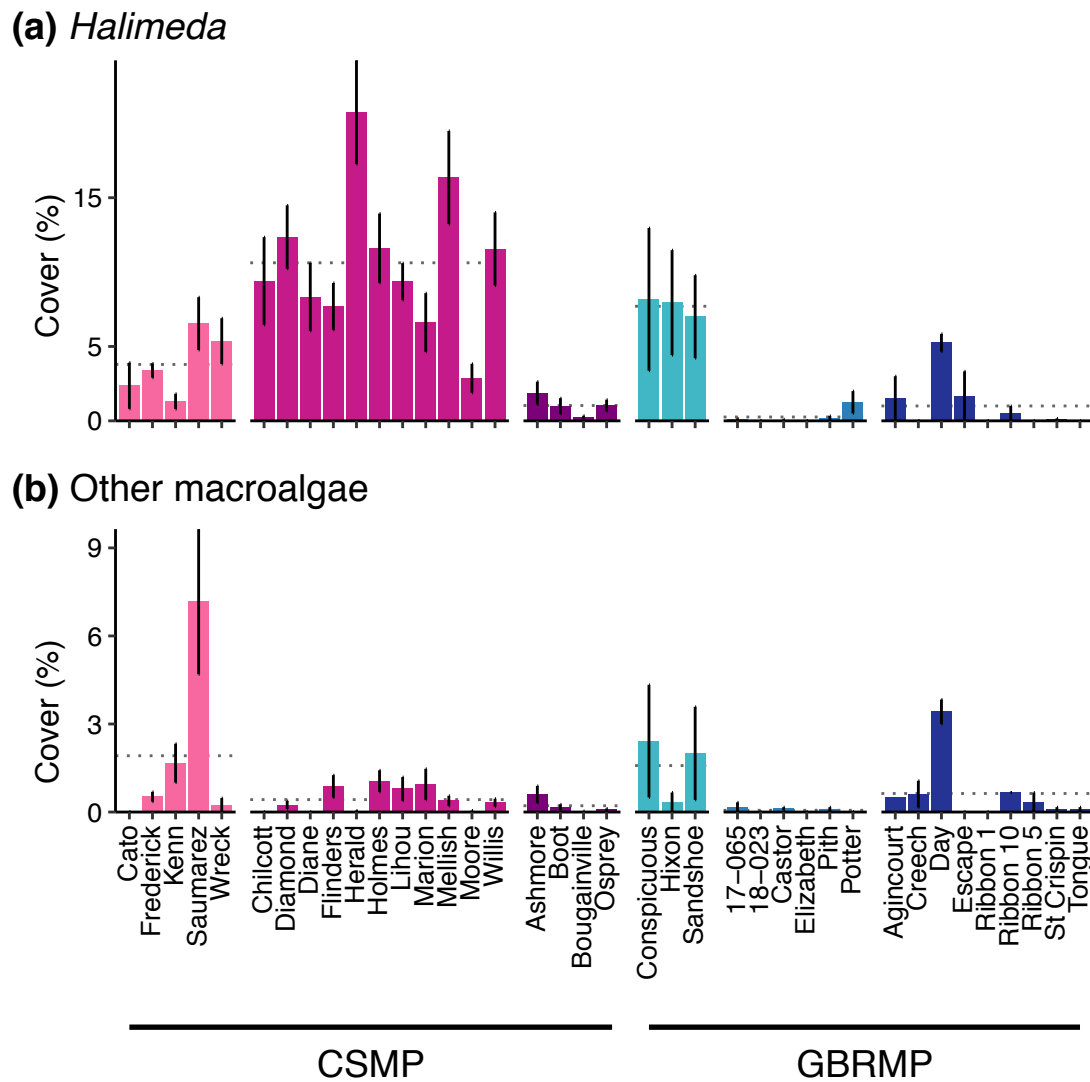 (a) Halimeda
Cover (%)
15
5
0
(b) Other macroalgae
Cover (%)
9
6
3
0
Cato
Frederick
Kenn
Saumarez
Wreck
Chilcott
Diamond
Diane
Flinders
Herald
Holmes
Lihou
Marion
Mellish
Moore
Willis
Ashmore
Boot
Bougainville
Osprey
Conspicuous
Hixon
Sandshoe
17−065
18−023
Castor
Elizabeth
Pith
Potter
Agincourt
Creech
Day
Escape
Ribbon 1
Ribbon 10
Ribbon 5
St Crispin
Tongue
CSMP
GBRMP